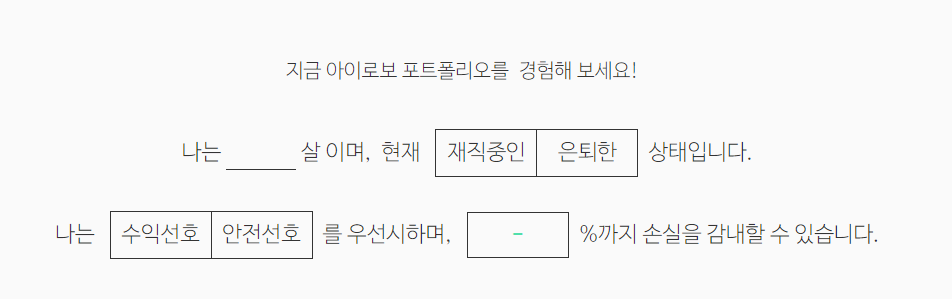 지금 아이로보 포트폴리오를 경험해 보세요!
나는 ______ 살 이며, 현재 재직중인 은퇴한 상태입니다.
나는 수익선호 안전선호 를 우선시하며, - %까지 손실을 감내할 수 있습니다.